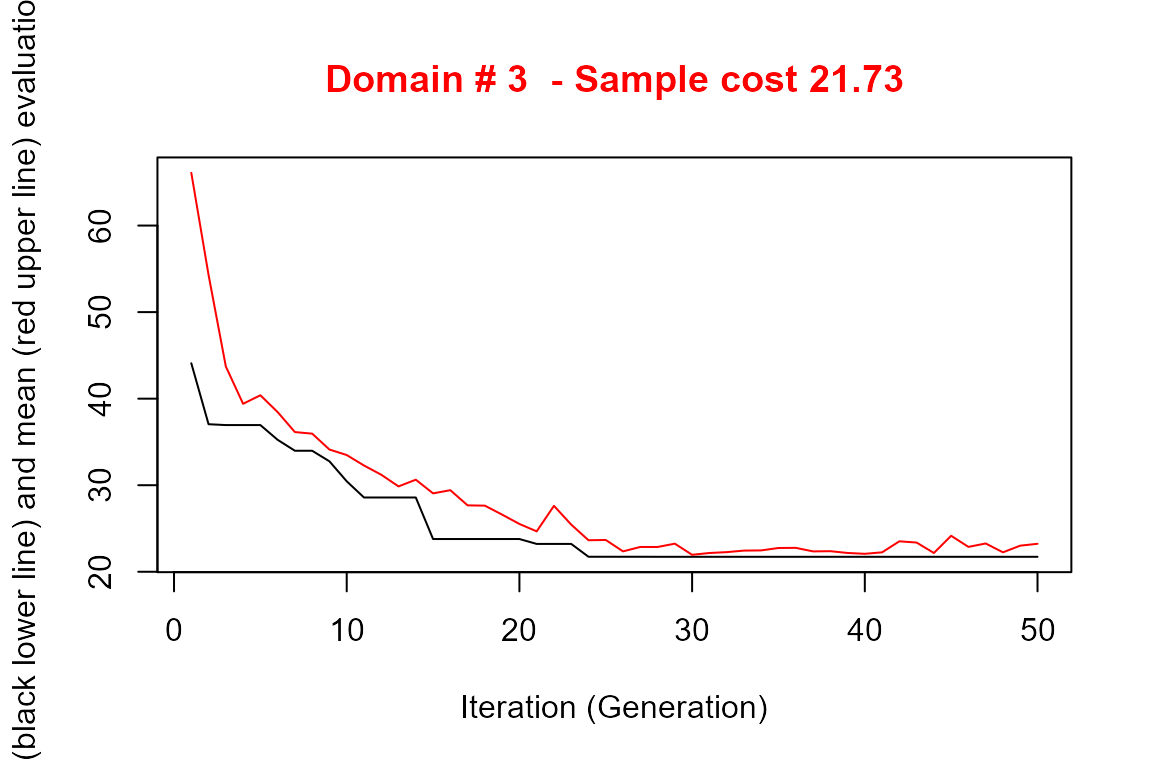 Domain # 3  - Sample cost 21.73
(black lower line) and mean (red upper line) evaluatio
60
50
40
30
20
0 10 20 30 40 50
Iteration (Generation)